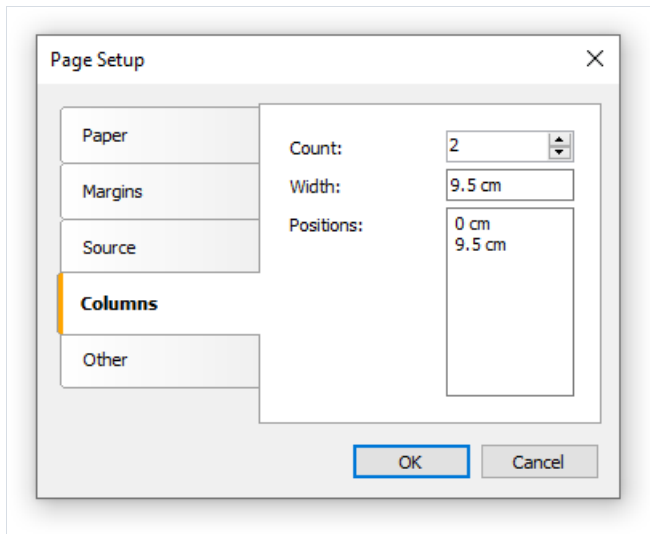 Page Setup
Paper
Margins
Source
Columns
Other
Count:
2
Width:
9.5 cm
Positions:
0 cm
9.5 cm
OK
Cancel